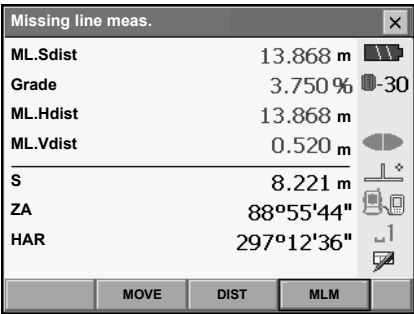 Missing line meas.
ML.Sdist 13.868 m
Grade 3.750 % -30
ML.Hdist 13.868 m
ML.Vdist 0.520 m
S 8.221 m
ZA 88°55'44"
HAR 297°12'36" 1
MOVE DIST MLM